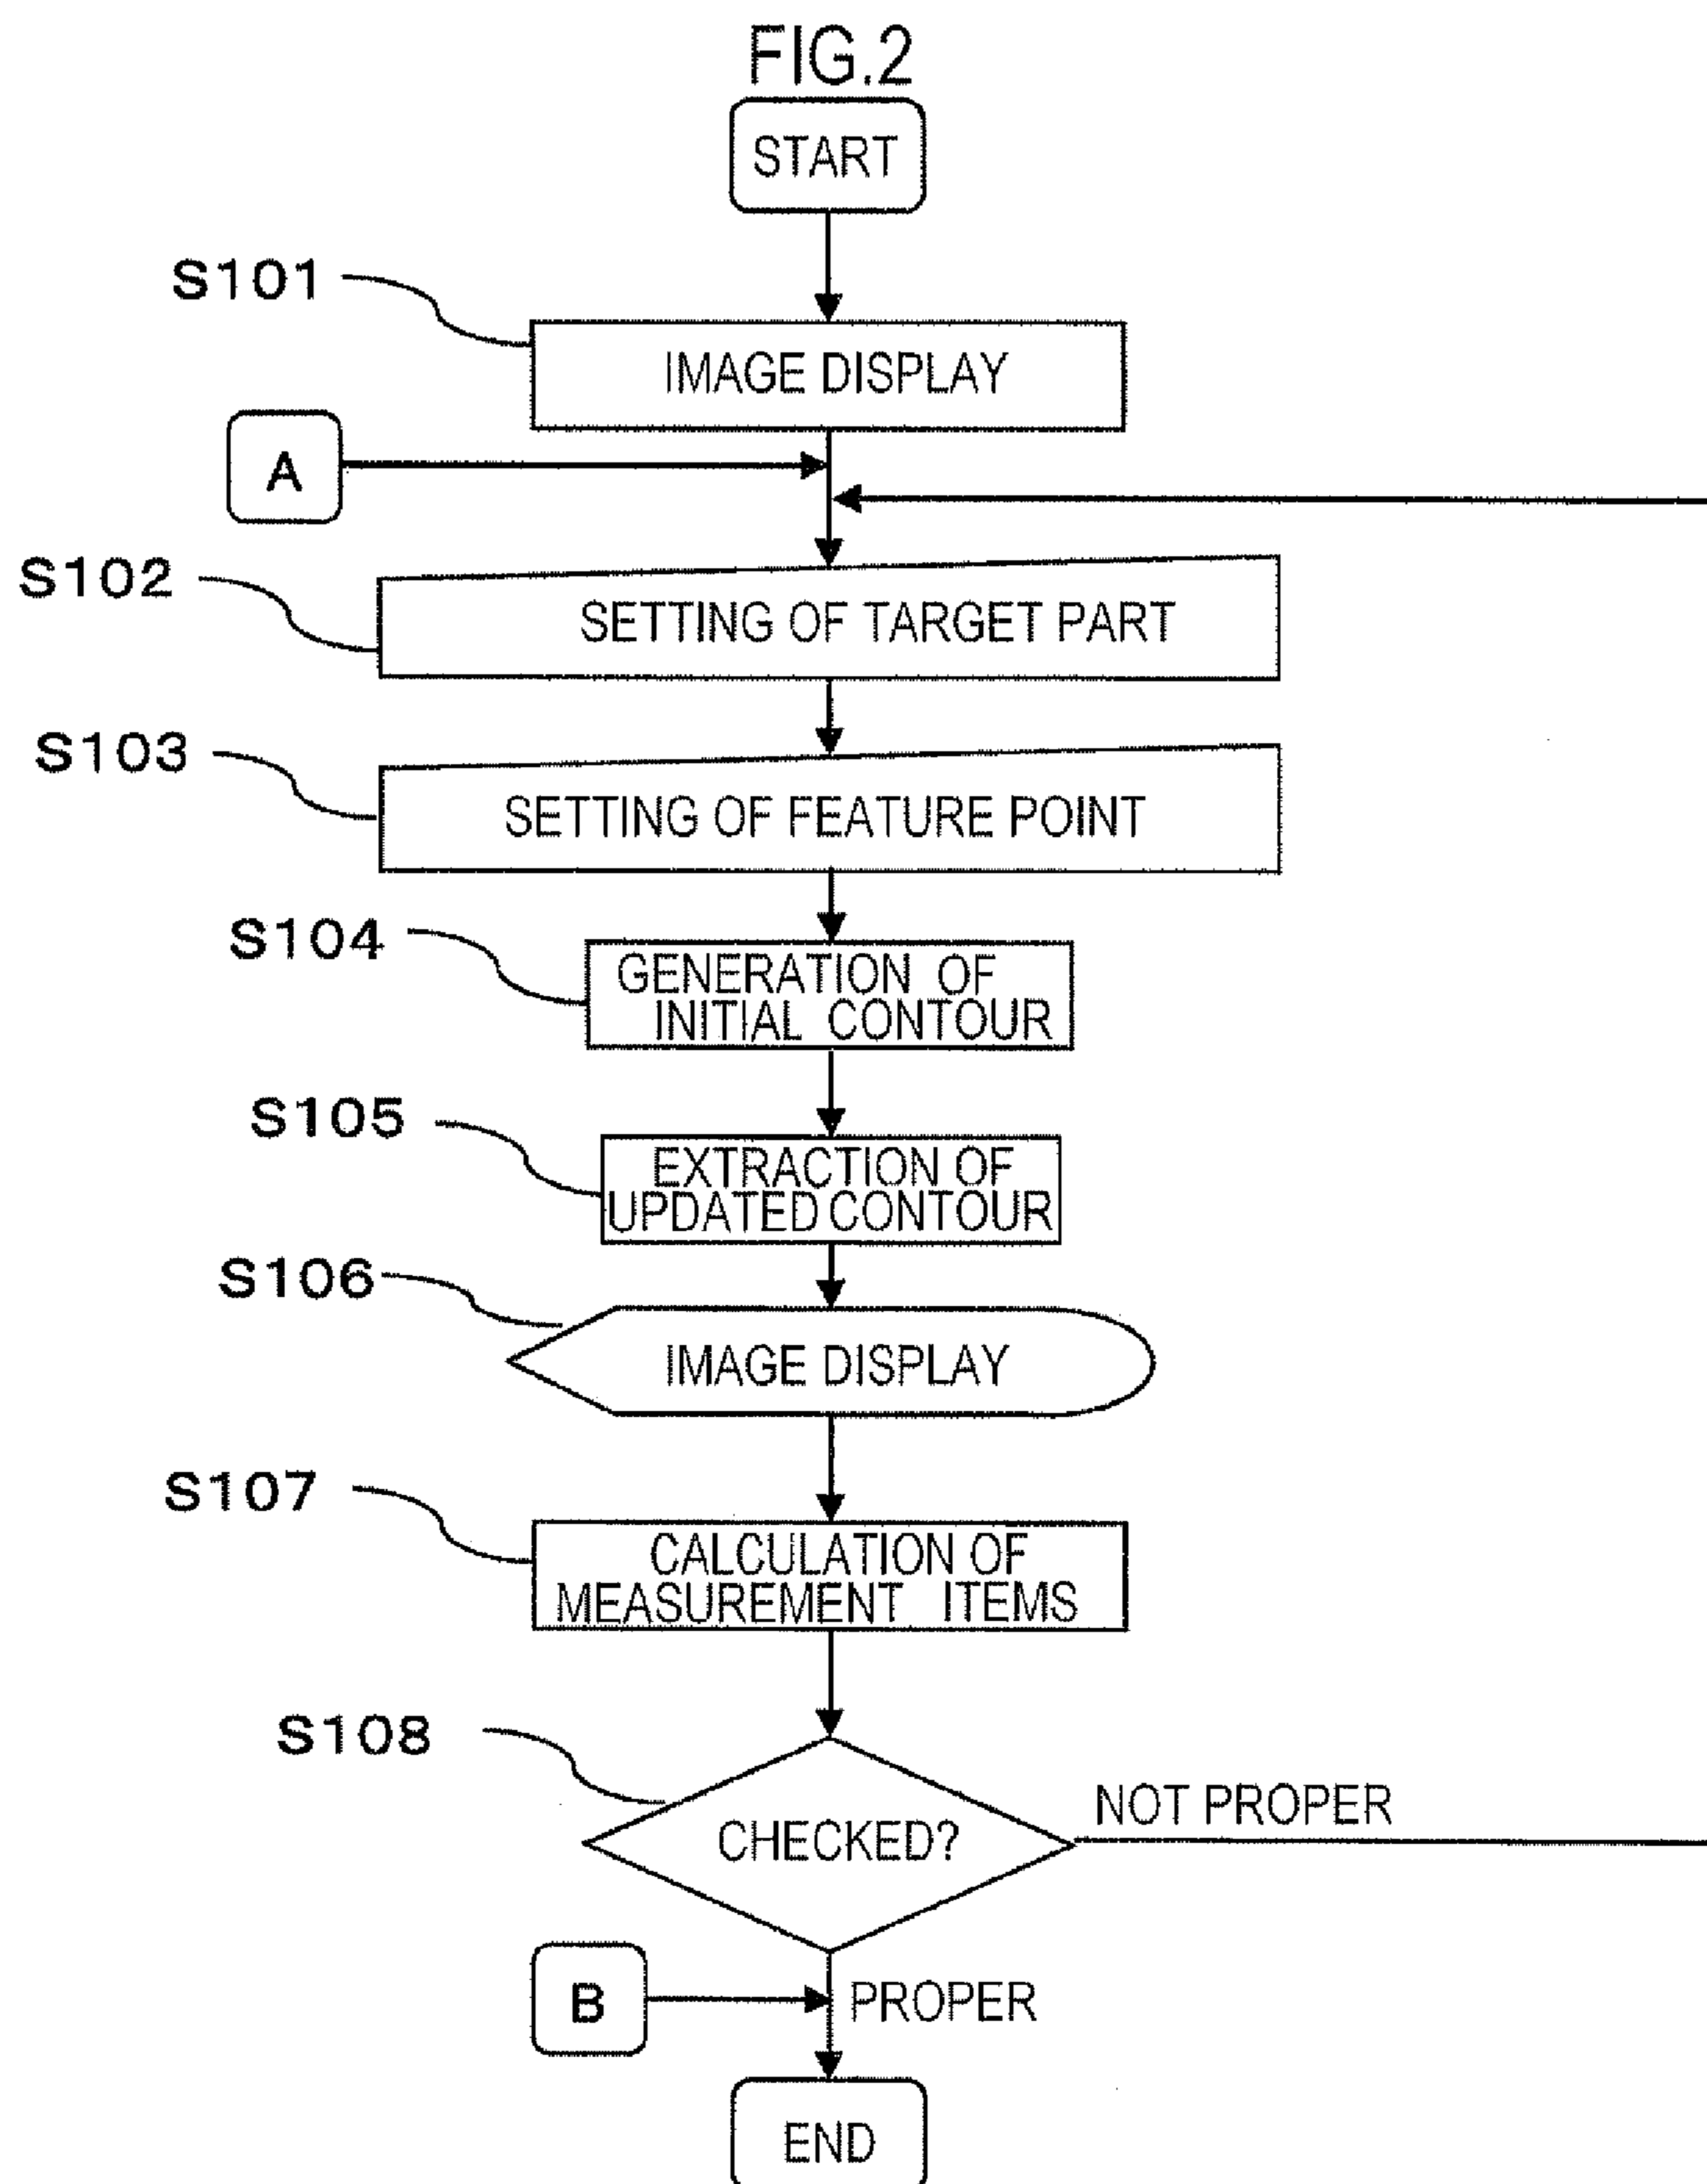 FIG.2
START
S101
IMAGE DISPLAY
A
S102
SETTING OF TARGET PART
S103
SETTING OF FEATURE POINT
S104
GENERATION OF
INITIAL CONTOUR
S105
EXTRACTION OF
UPDATED CONTOUR
S106
IMAGE DISPLAY
S107
CALCULATION OF
MEASUREMENT ITEMS
S108
CHECKED?
NOT PROPER
B
PROPER
END